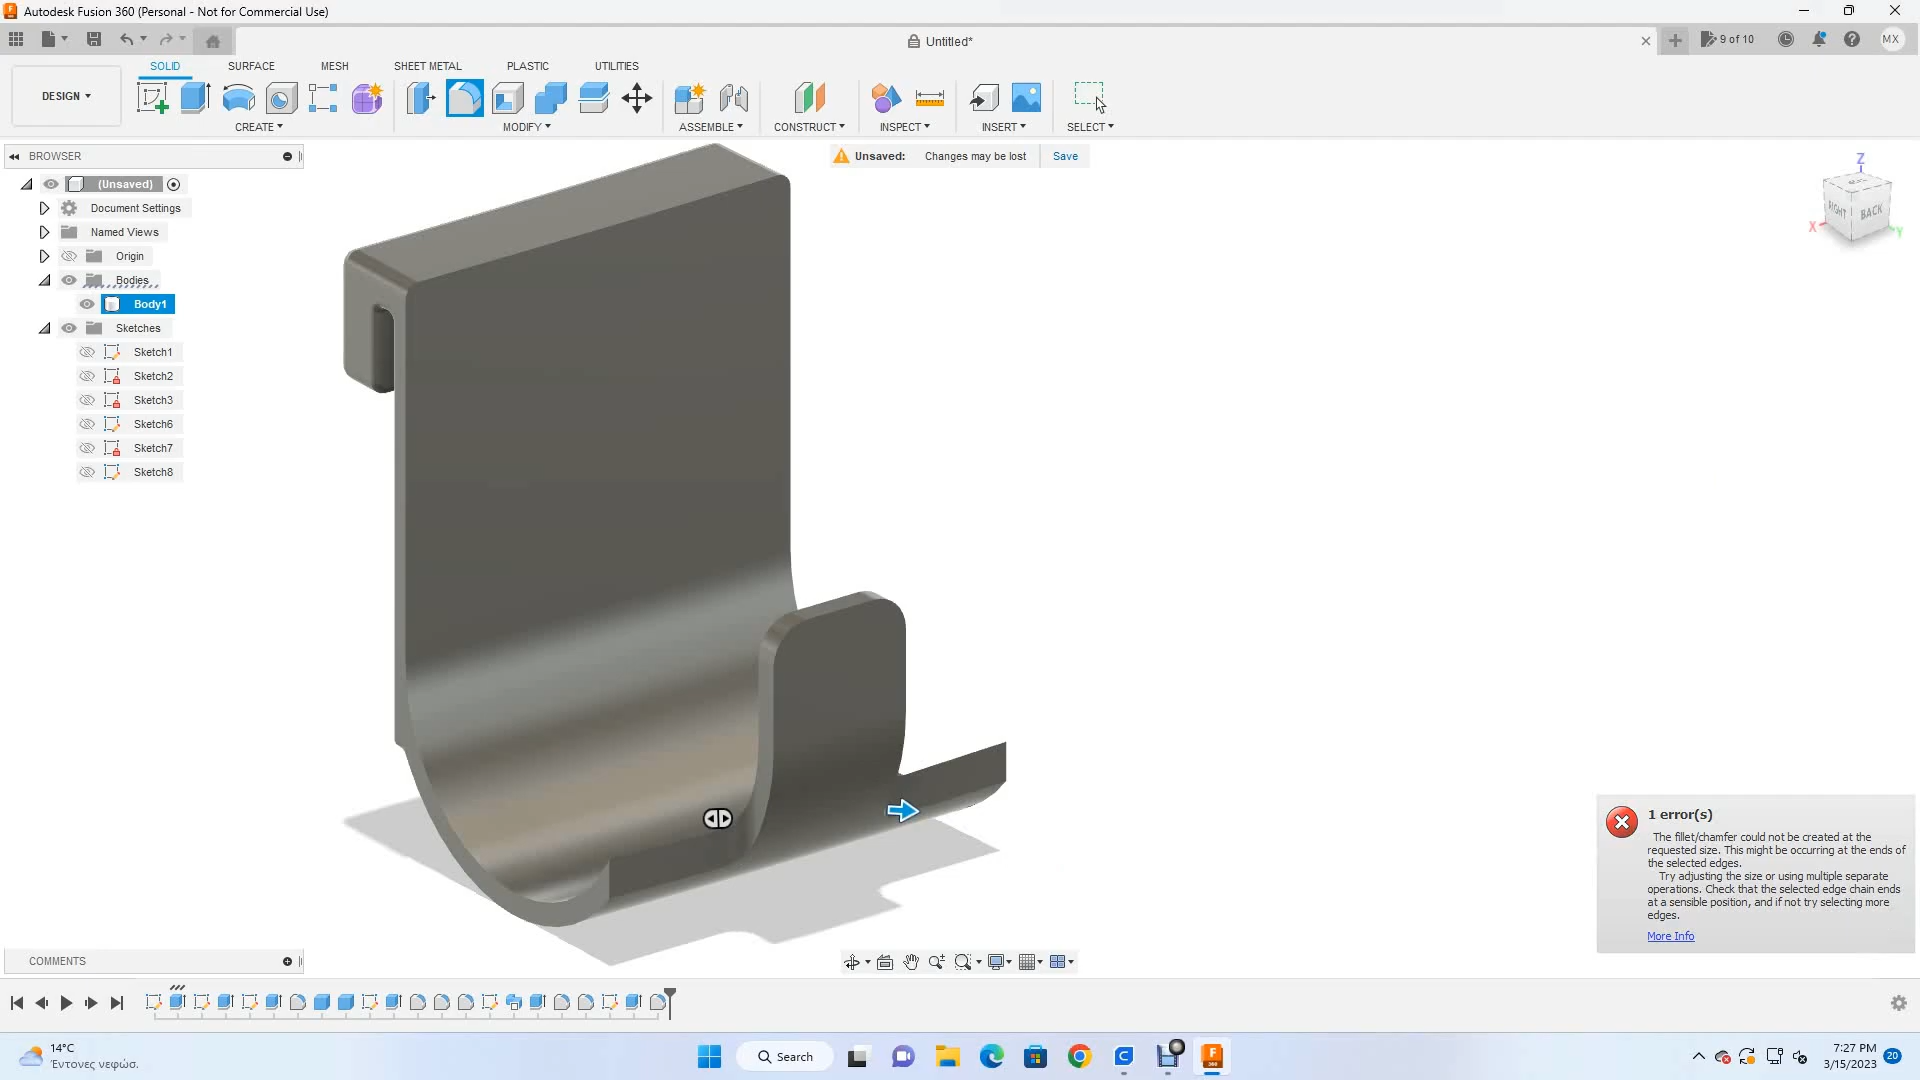 Autodesk Fusion 360 (Personal - Not for Commercial Use)
Untitled*
9 of 10
MX
DESIGN
SOLID SURFACE MESH SHEET METAL PLASTIC UTILITIES
CREATE MODIFY ASSEMBLE CONSTRUCT INSPECT INSERT SELECT
BROWSER
Unsaved: Changes may be lost Save
(Unsaved)
Document Settings
Named Views
Origin
Bodies
Body1
Sketches
Sketch1
Sketch2
Sketch3
Sketch6
Sketch7
Sketch8
Z
RIGHT BACK
X
Y
1 error(s)
The fillet/chamfer could not be created at the
requested size. This might be occurring at the ends of
the selected edges.
Try adjusting the size or using multiple separate
operations. Check that the selected edge chain ends
at a sensible position, and if not try selecting more
edges.
More Info
COMMENTS
14°C
Έντονες νεφώσ.
Search
7:27 PM
3/15/2023
20